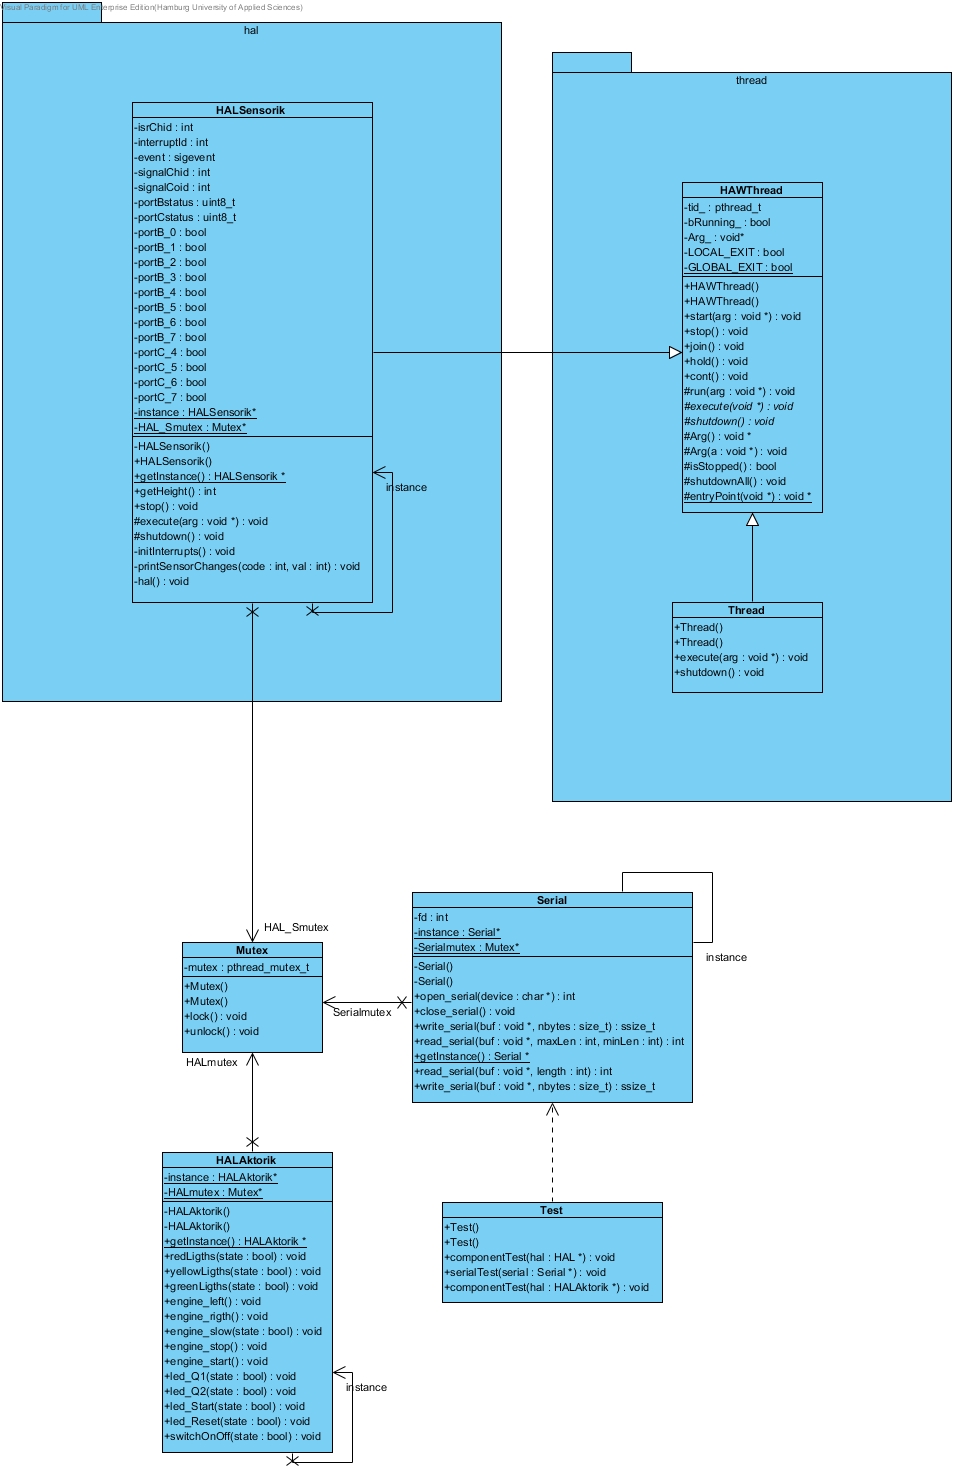 Visual Paradigm for UML Enterprise Edition(Hamburg University of Applied Sciences)
hal
HALSensorik
-isrChid : int
-interruptId : int
-event : sigevent
-signalChid : int
-signalCoid : int
-portBstatus : uint8_t
-portCstatus : uint8_t
-portB_0 : bool
-portB_1 : bool
-portB_2 : bool
-portB_3 : bool
-portB_4 : bool
-portB_5 : bool
-portB_6 : bool
-portB_7 : bool
-portC_4 : bool
-portC_5 : bool
-portC_6 : bool
-portC_7 : bool
-instance : HALSensorik*
-HAL_Smutex : Mutex*
-HALSensorik()
+HALSensorik()
+getInstance() : HALSensorik *
+getHeight() : int
+stop() : void
#execute(arg : void *) : void
#shutdown() : void
-initInterrupts() : void
-printSensorChanges(code : int, val : int) : void
-hal() : void
instance
thread
HAWThread
-tid_ : pthread_t
-bRunning_ : bool
-Arg_ : void*
-LOCAL_EXIT : bool
-GLOBAL_EXIT : bool
+HAWThread()
+HAWThread()
+start(arg : void *) : void
+stop() : void
+join() : void
+hold() : void
+cont() : void
#run(arg : void *) : void
#execute(void *) : void
#shutdown() : void
#Arg() : void *
#Arg(a : void *) : void
#isStopped() : bool
#shutdownAll() : void
#entryPoint(void *) : void *
Thread
+Thread()
+Thread()
+execute(arg : void *) : void
+shutdown() : void
HAL_Smutex
Mutex
-mutex : pthread_mutex_t
+Mutex()
+Mutex()
+lock() : void
+unlock() : void
HALmutex
Serialmutex
Serial
-fd : int
-instance : Serial*
-Serialmutex : Mutex*
-Serial()
-Serial()
+open_serial(device : char *) : int
+close_serial() : void
+write_serial(buf : void *, nbytes : size_t) : ssize_t
+read_serial(buf : void *, maxLen : int, minLen : int) : int
+getInstance() : Serial *
+read_serial(buf : void *, length : int) : int
+write_serial(buf : void *, nbytes : size_t) : ssize_t
instance
HALAktorik
-instance : HALAktorik*
-HALmutex : Mutex*
-HALAktorik()
-HALAktorik()
+getInstance() : HALAktorik *
+redLigths(state : bool) : void
+yellowLigths(state : bool) : void
+greenLigths(state : bool) : void
+engine_left() : void
+engine_rigth() : void
+engine_slow(state : bool) : void
+engine_stop() : void
+engine_start() : void
+led_Q1(state : bool) : void
+led_Q2(state : bool) : void
+led_Start(state : bool) : void
+led_Reset(state : bool) : void
+switchOnOff(state : bool) : void
instance
Test
+Test()
+Test()
+componentTest(hal : HAL *) : void
+serialTest(serial : Serial *) : void
+componentTest(hal : HALAktorik *) : void